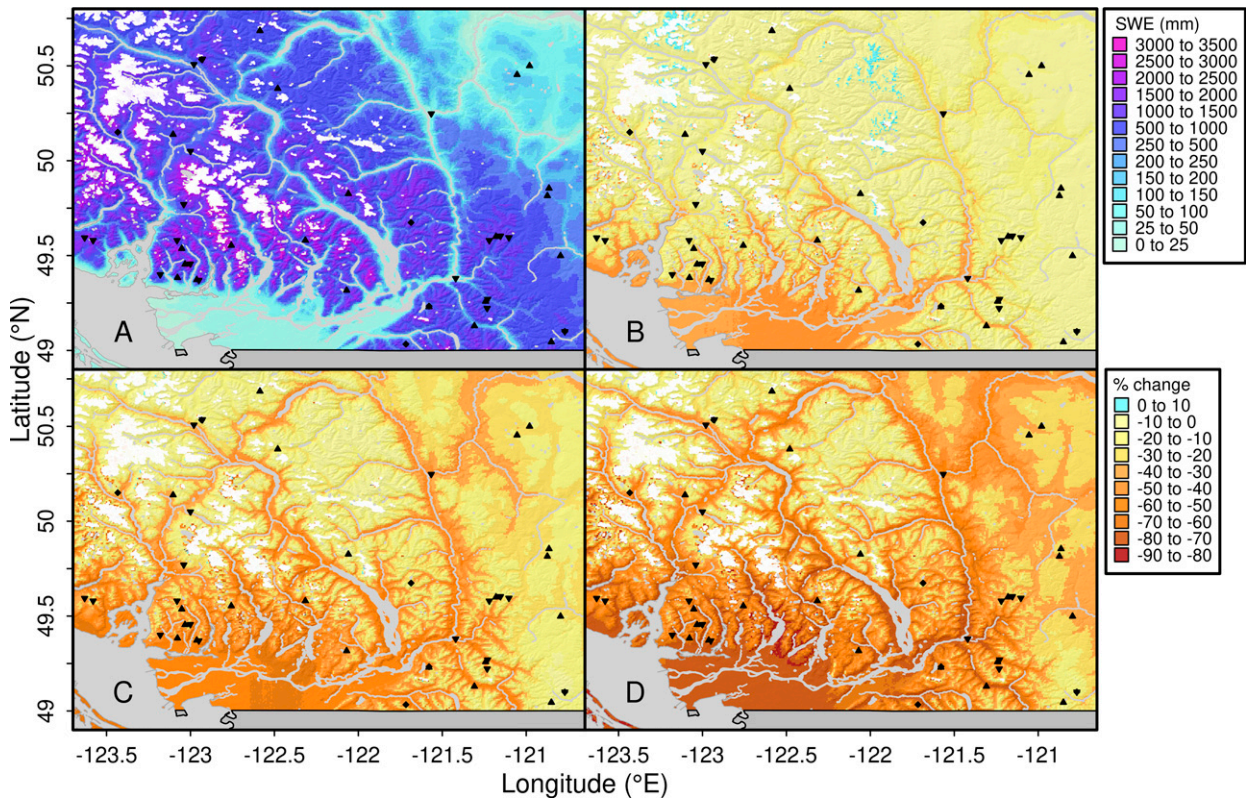 A
B
C
D
SWE (mm)
3000 to 3500
2500 to 3000
2000 to 2500
1500 to 2000
1000 to 1500
500 to 1000
250 to 500
200 to 250
150 to 200
100 to 150
50 to 100
25 to 50
0 to 25
% change
0 to 10
-10 to 0
-20 to -10
-30 to -20
-40 to -30
-50 to -40
-60 to -50
-70 to -60
-80 to -70
-90 to -80
Latitude (°N)
50.5
50
49.5
49
50.5
50
49.5
49
-123.5
-123
-122.5
-122
-121.5
-121
-123.5
-123
-122.5
-122
-121.5
-121
Longitude (°E)